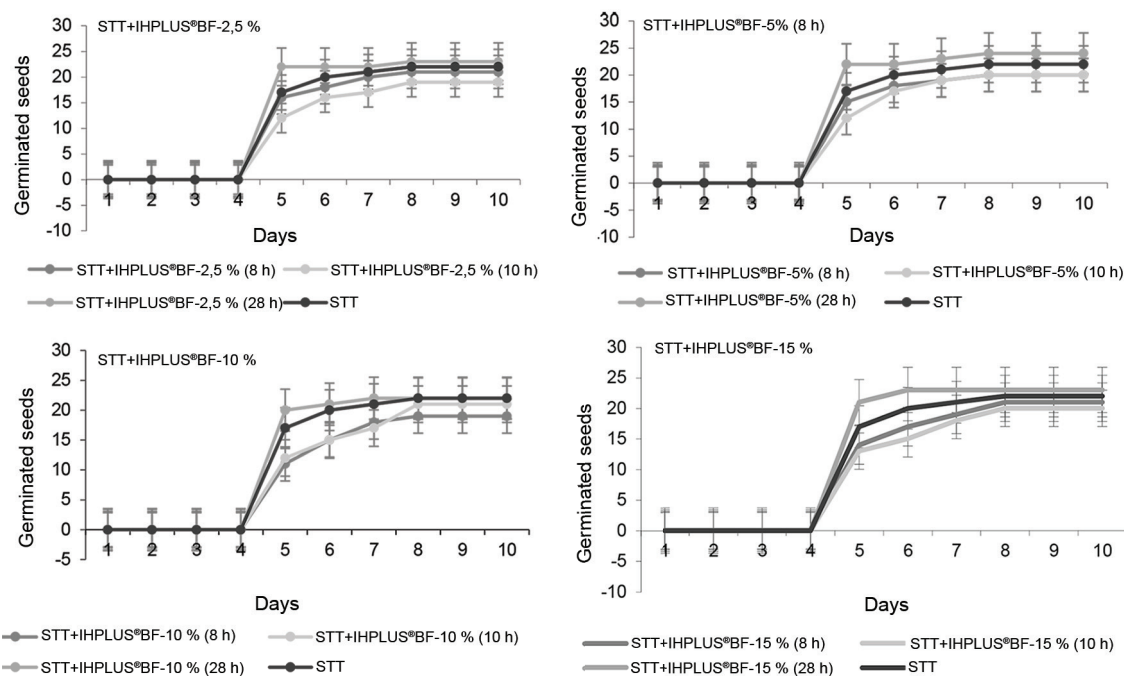 STT+IHPLUS®BF-2,5 %
30
25
20
15
10
5
0
-5
-10
Germinated seeds
1 2 3 4 5 6 7 8 9 10
Days
STT+IHPLUS®BF-2,5 % (8 h)
STT+IHPLUS®BF-2,5 % (10 h)
STT+IHPLUS®BF-2,5 % (28 h)
STT
STT+IHPLUS®BF-5% (8 h)
30
25
20
15
10
5
0
-5
-10
Germinated seeds
1 2 3 4 5 6 7 8 9 10
Days
STT+IHPLUS®BF-5% (8 h)
STT+IHPLUS®BF-5% (10 h)
STT+IHPLUS®BF-5% (28 h)
STT
STT+IHPLUS®BF-10 %
30
25
20
15
10
5
0
-5
Germinated seeds
1 2 3 4 5 6 7 8 9 10
Days
STT+IHPLUS®BF-10 % (8 h)
STT+IHPLUS®BF-10 % (10 h)
STT+IHPLUS®BF-10 % (28 h)
STT
STT+IHPLUS®BF-15 %
30
25
20
15
10
5
0
-5
-10
Germinated seeds
1 2 3 4 5 6 7 8 9 10
Days
STT+IHPLUS®BF-15 % (8 h)
STT+IHPLUS®BF-15 % (10 h)
STT+IHPLUS®BF-15 % (28 h)
STT